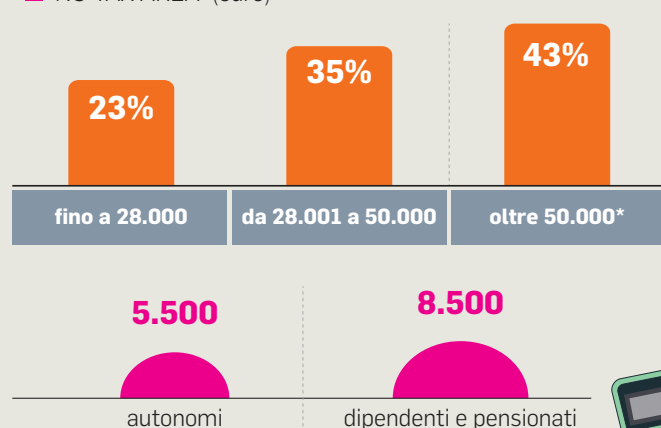 (euro)
23%
35%
43%
fino a 28.000
da 28.001 a 50.000
oltre 50.000*
5.500
8.500
autonomi
dipendenti e pensionati